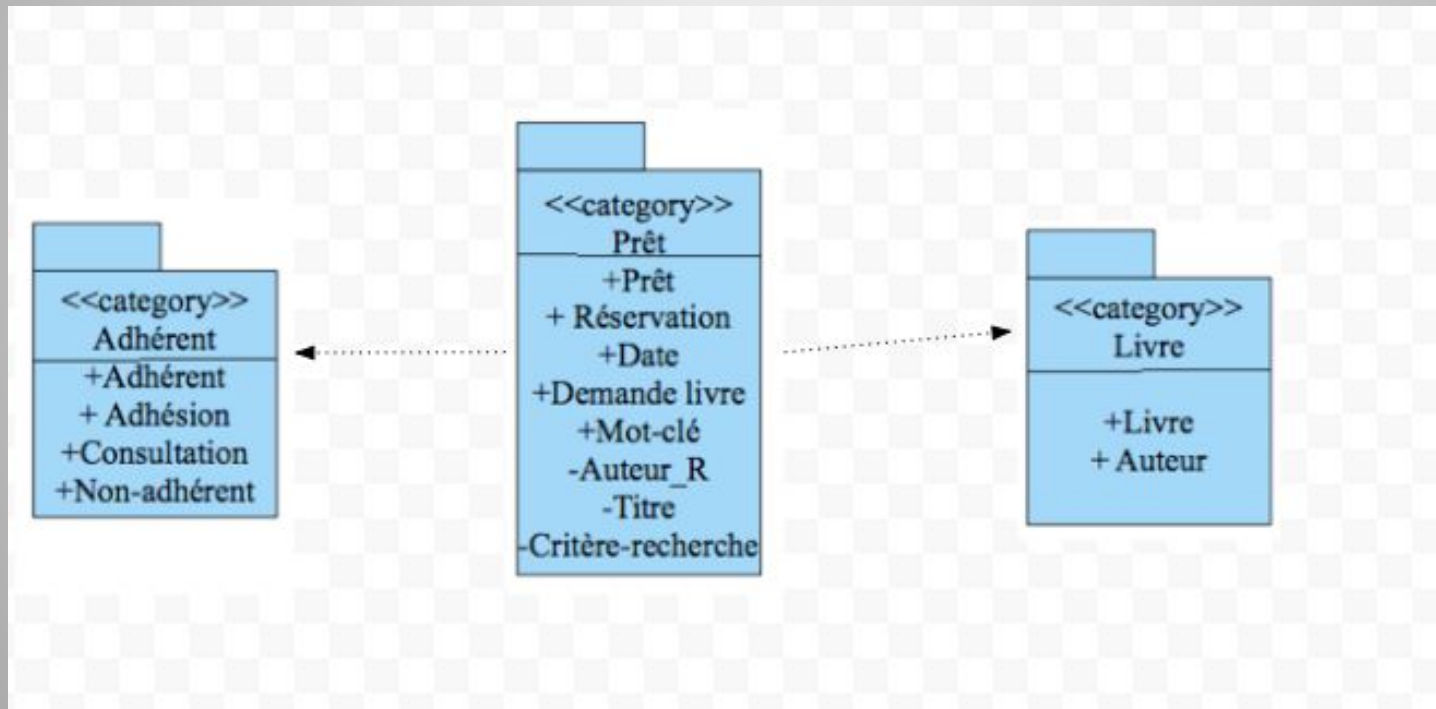 <<category>>
Adhérent
+Adhérent
+ Adhésion
+Consultation
+Non-adhérent
<<category>>
Prêt
+Prêt
+ Réservation
+Date
+Demande livre
+Mot-clé
-Auteur_R
-Titre
-Critère-recherche
<<category>>
Livre
+Livre
+ Auteur